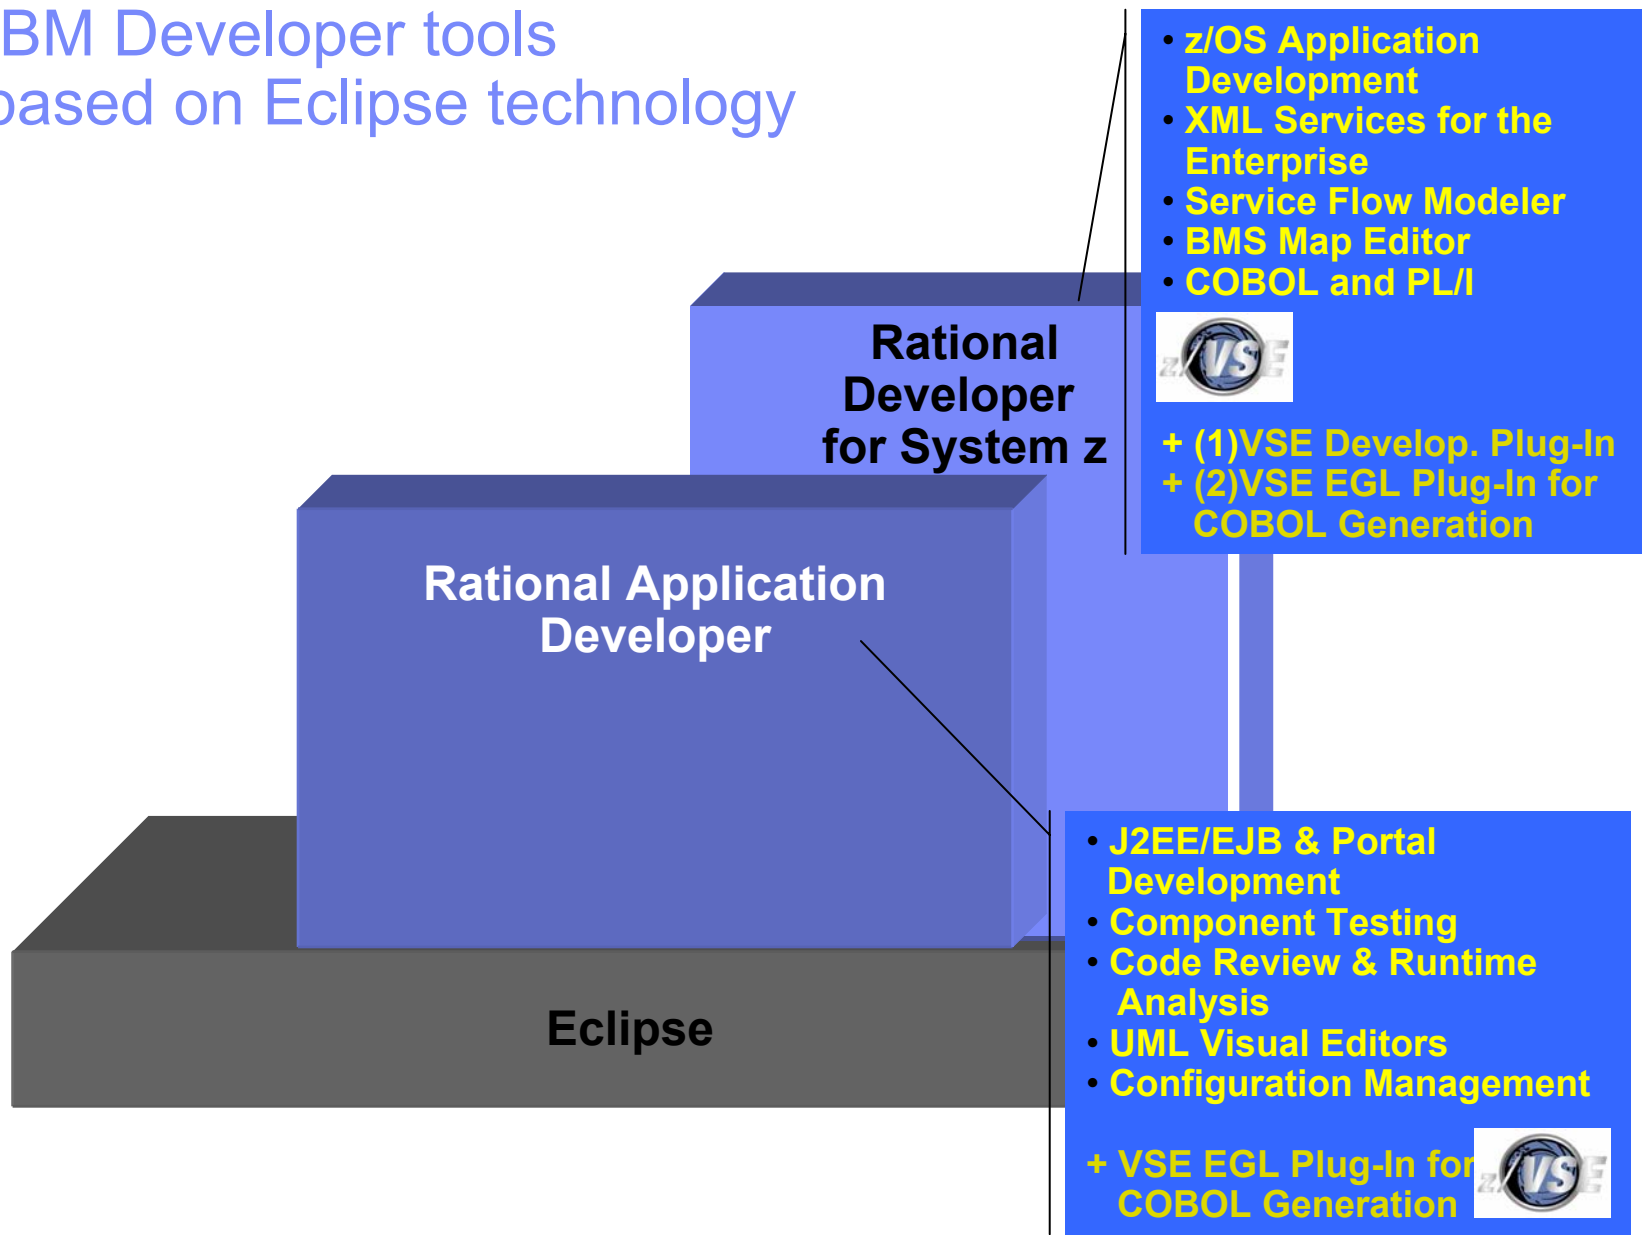 BM Developer tools
based on Eclipse technology
• z/OS Application
Development
• XML Services for the
Enterprise
• Service Flow Modeler
• BMS Map Editor
• COBOL and PL/I
z/VSE
+ (1)VSE Develop. Plug-In
+ (2)VSE EGL Plug-In for
COBOL Generation
Rational
Developer
for System z
Rational Application
Developer
Eclipse
• J2EE/EJB & Portal
Development
• Component Testing
• Code Review & Runtime
Analysis
• UML Visual Editors
• Configuration Management
+ VSE EGL Plug-In for
COBOL Generation
z/VSE